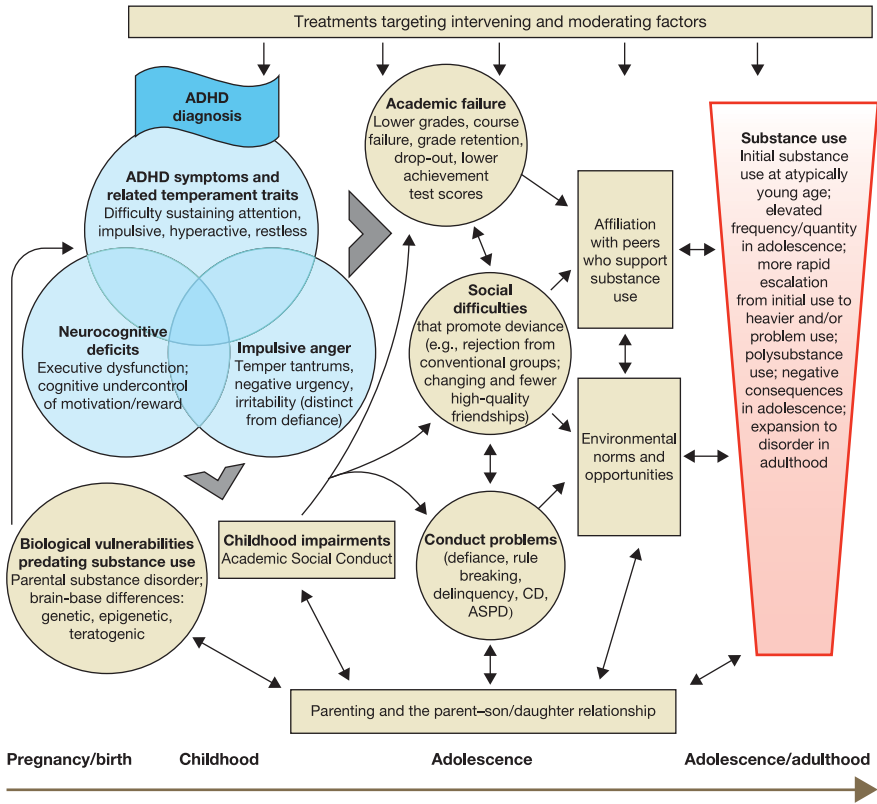 Treatments targeting intervening and moderating factors
ADHD
diagnosis
ADHD symptoms and
related temperament traits
Difficulty sustaining attention,
impulsive, hyperactive, restless
Neurocognitive
deficits
Executive dysfunction;
cognitive undercontrol
of motivation/reward
Impulsive anger
Temper tantrums,
negative urgency,
irritability (distinct
from defiance)
Biological vulnerabilities
predating substance use
Parental substance disorder;
brain-base differences:
genetic, epigenetic,
teratogenic
Childhood impairments
Academic Social Conduct
Academic failure
Lower grades, course
failure, grade retention,
drop-out, lower
achievement
test scores
Social
difficulties
that promote deviance
(e.g., rejection from
conventional groups;
changing and fewer
high-quality
friendships)
Conduct problems
(defiance, rule
breaking,
delinquency, CD,
ASPD)
Affiliation
with peers
who support
substance
use
Environmental
norms and
opportunities
Substance use
Initial substance
use at atypically
young age;
elevated
frequency/quantity
in adolescence;
more rapid
escalation
from initial use to
heavier and/or
problem use;
polysubstance
use; negative
consequences
in adolescence;
expansion to
disorder in
adulthood
Parenting and the parent–son/daughter relationship
Pregnancy/birth
Childhood
Adolescence
Adolescence/adulthood